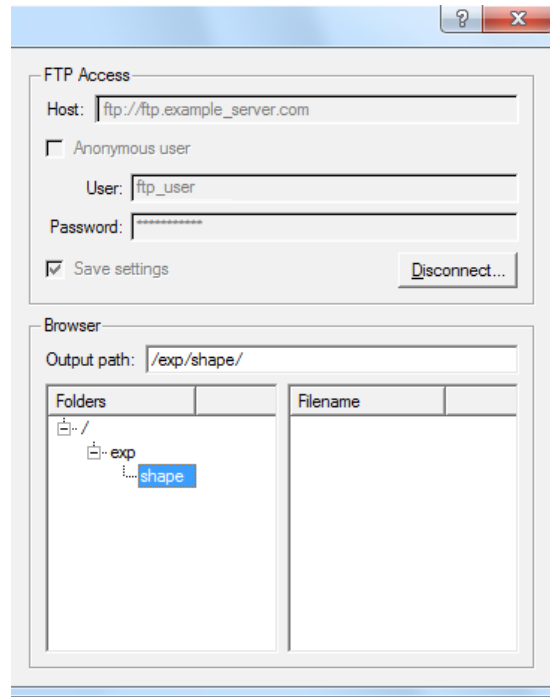 ?
FTP Access
Host: ftp://ftp.example_server.com
Anonymous user
User: ftp_user
Password: ***********
Save settings
Disconnect...
Browser
Output path: /exp/shape/
Folders Filename
/
exp
shape